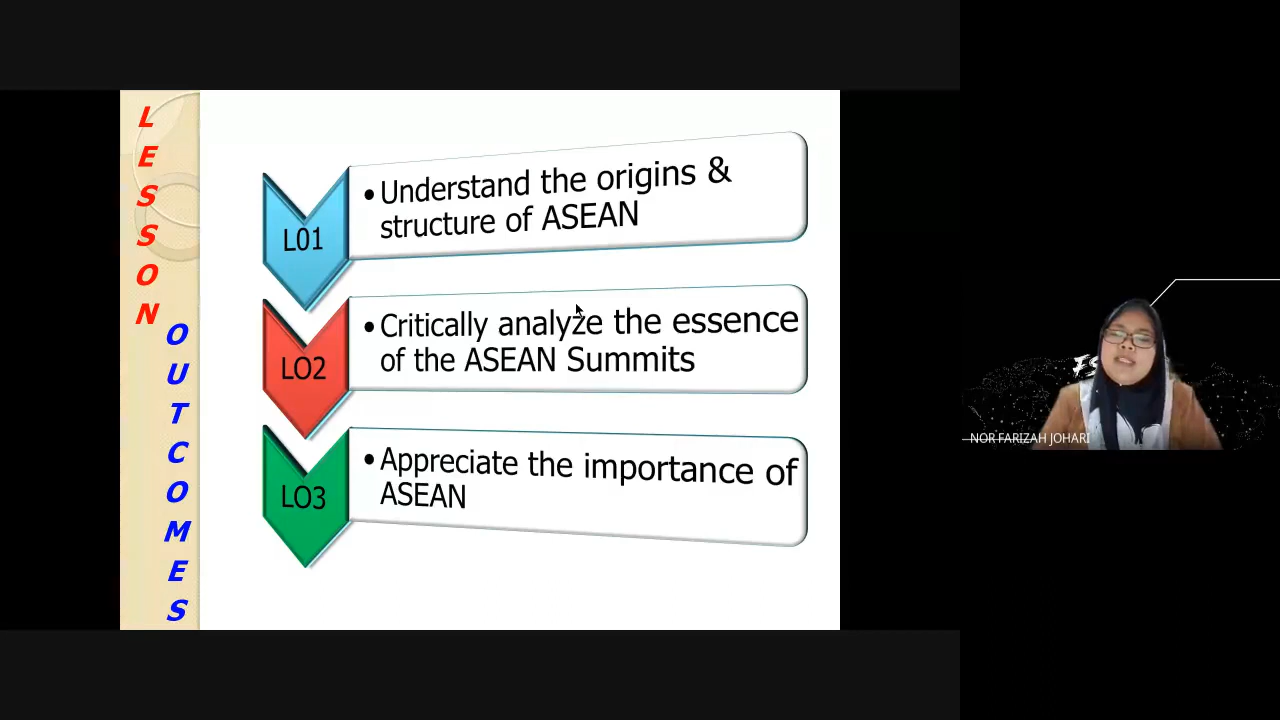 LESSON
OUTCOMES
L01
•Understand the origins &
structure of ASEAN
LO2
•Critically analyze the essence
of the ASEAN Summits
LO3
•Appreciate the importance of
ASEAN
NOR FARIZAH JOHARI